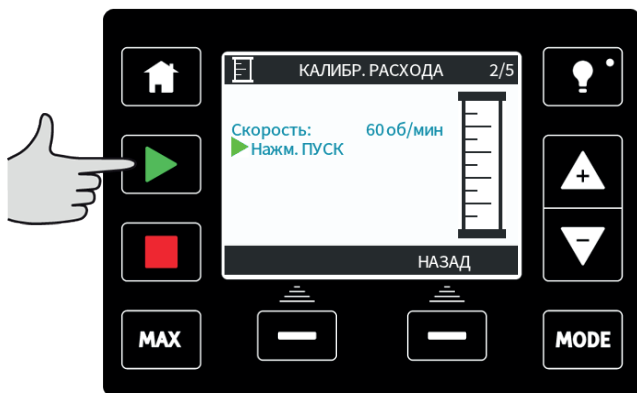 КАЛИБР. РАСХОДА 2/5
Скорость: 60 об/мин
Нажм. ПУСК
НАЗАД
+
−
MAX
MODE